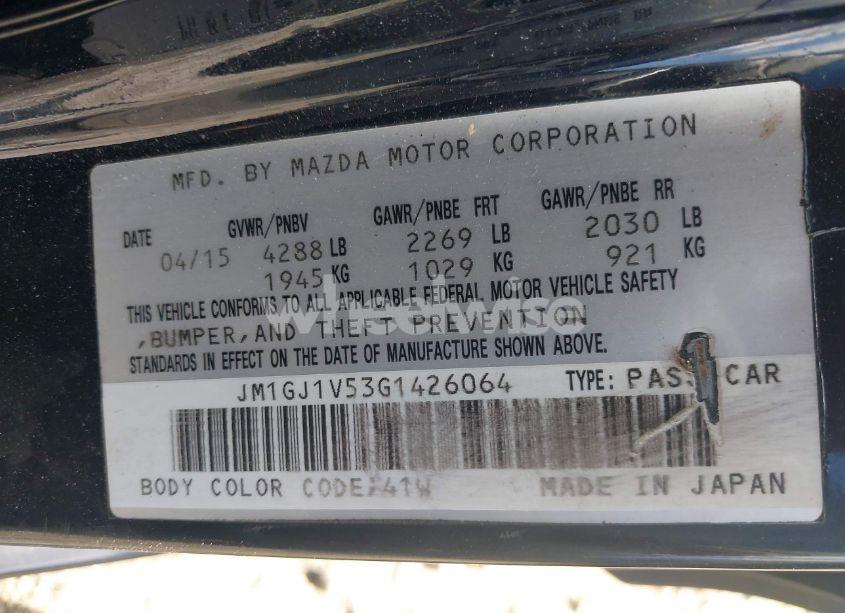 MFD. BY MAZDA MOTOR CORPORATION
DATE GVWR/PNBV GAWR/PNBE FRT GAWR/PNBE RR
04/15 4288 LB 2269 LB 2030 LB
1945 KG 1029 KG 921 KG
THIS VEHICLE CONFORMS TO ALL APPLICABLE FEDERAL MOTOR VEHICLE SAFETY
wheelwise
,BUMPER,AND THEFT PREVENTION
STANDARDS IN EFFECT ON THE DATE OF MANUFACTURE SHOWN ABOVE.
JM1GJ1V53G1426064 TYPE: PASS CAR
BODY COLOR CODE:41W MADE IN JAPAN